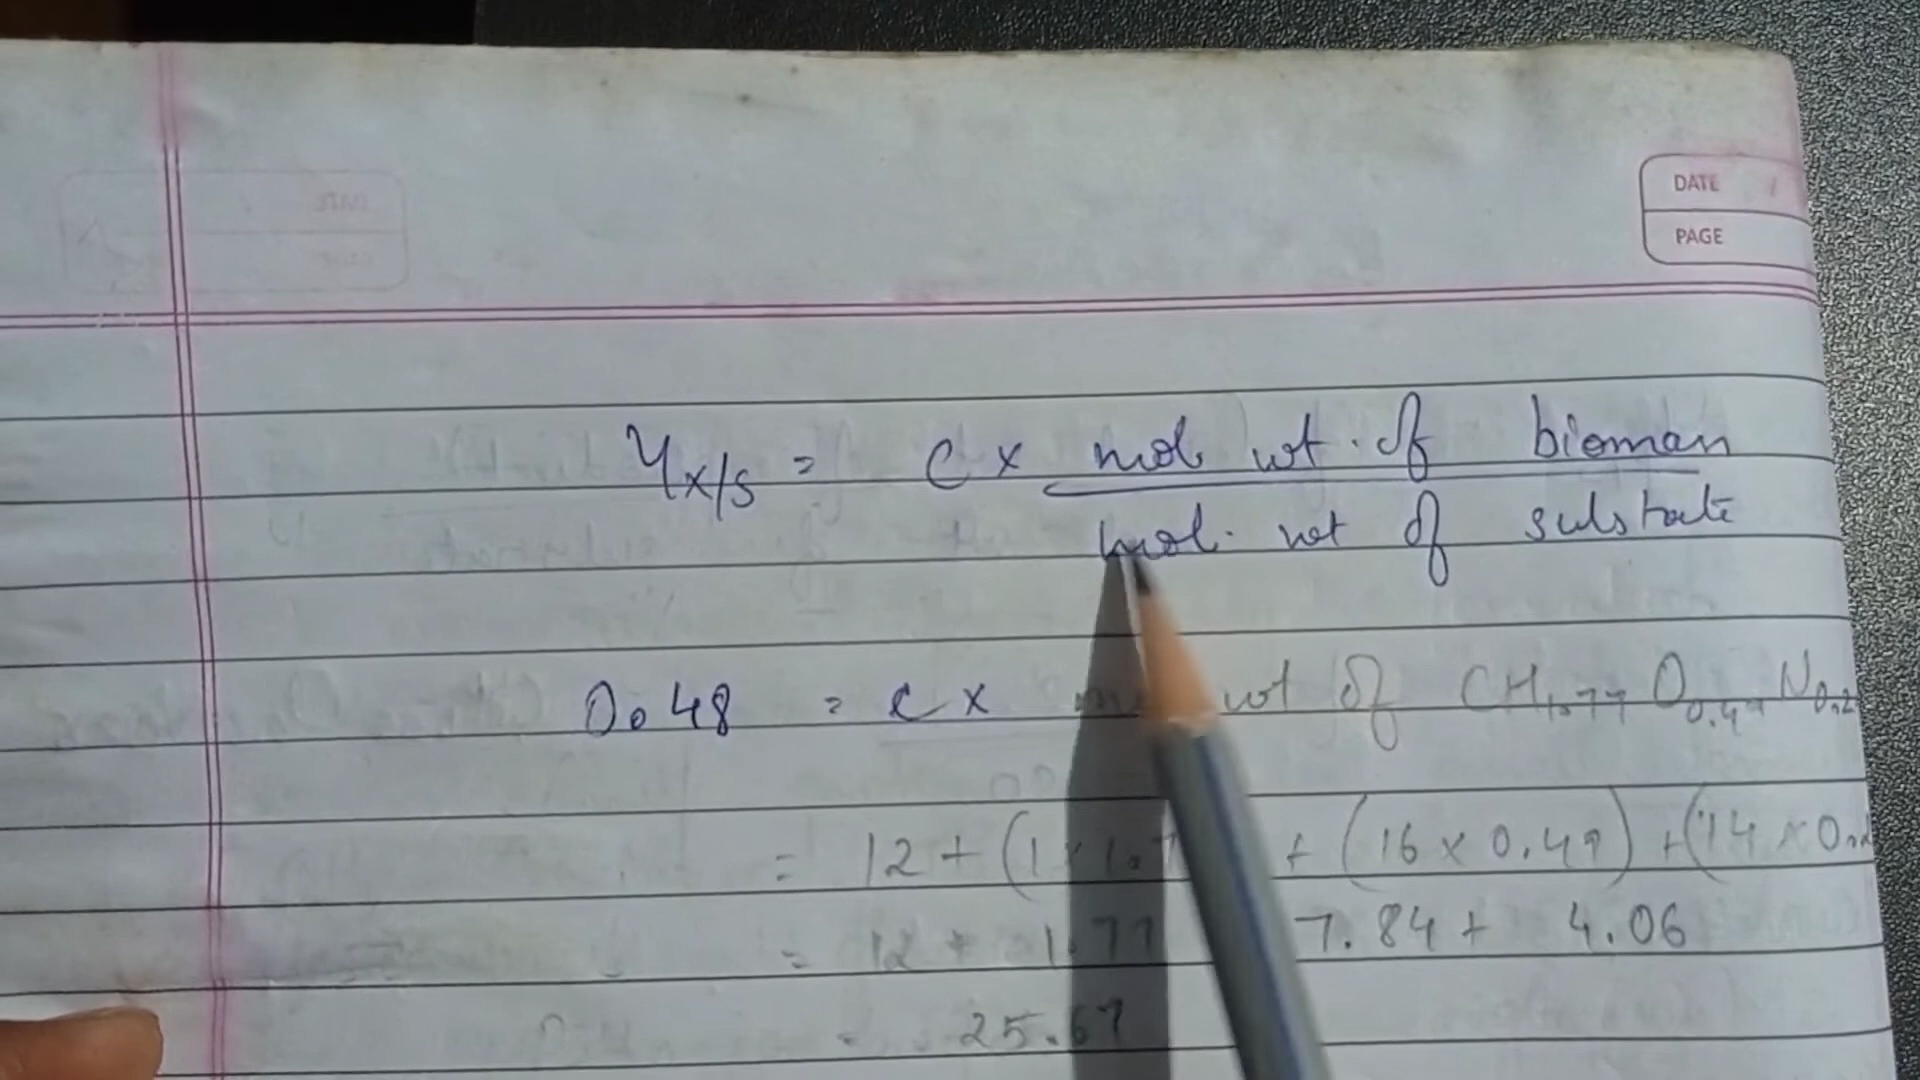 DATE
PAGE
Yx/s = C x mol wt. of biomass
mol. wt of substrate
0.48 = C x wt of CH1.77 O0.49 N0.2
= 12 + (1 x 1.7 + (16 x 0.49) + (14 x 0.2
= 12 + 1.77 7.84 + 4.06
= 25.67